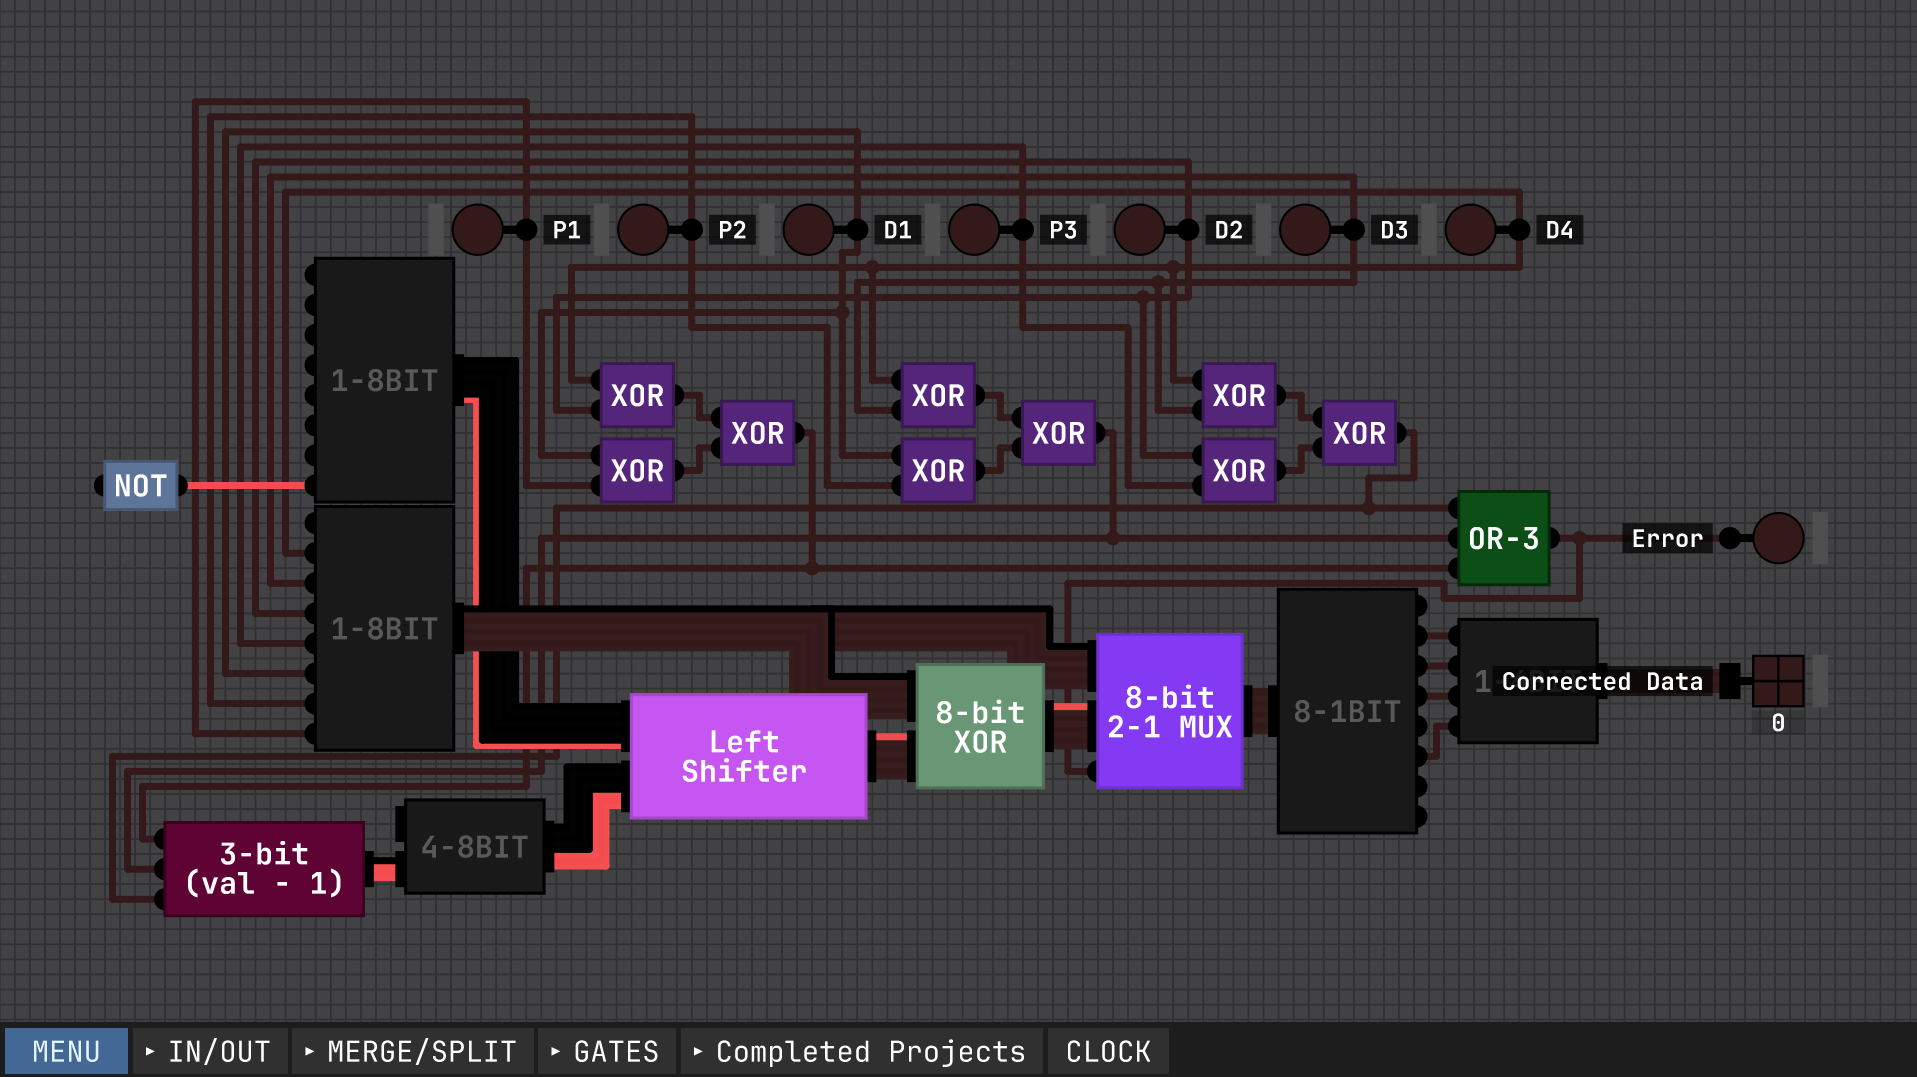 P1 P2 D1 P3 D2 D3 D4
1-8BIT
XOR XOR XOR
XOR XOR XOR
XOR XOR XOR
NOT
OR-3
Error
1-8BIT
Corrected Data
8-bit
2-1 MUX
8-1BIT
8-bit
XOR
0
Left
Shifter
4-8BIT
3-bit
(val - 1)
MENU
IN/OUT
MERGE/SPLIT
GATES
Completed Projects
CLOCK